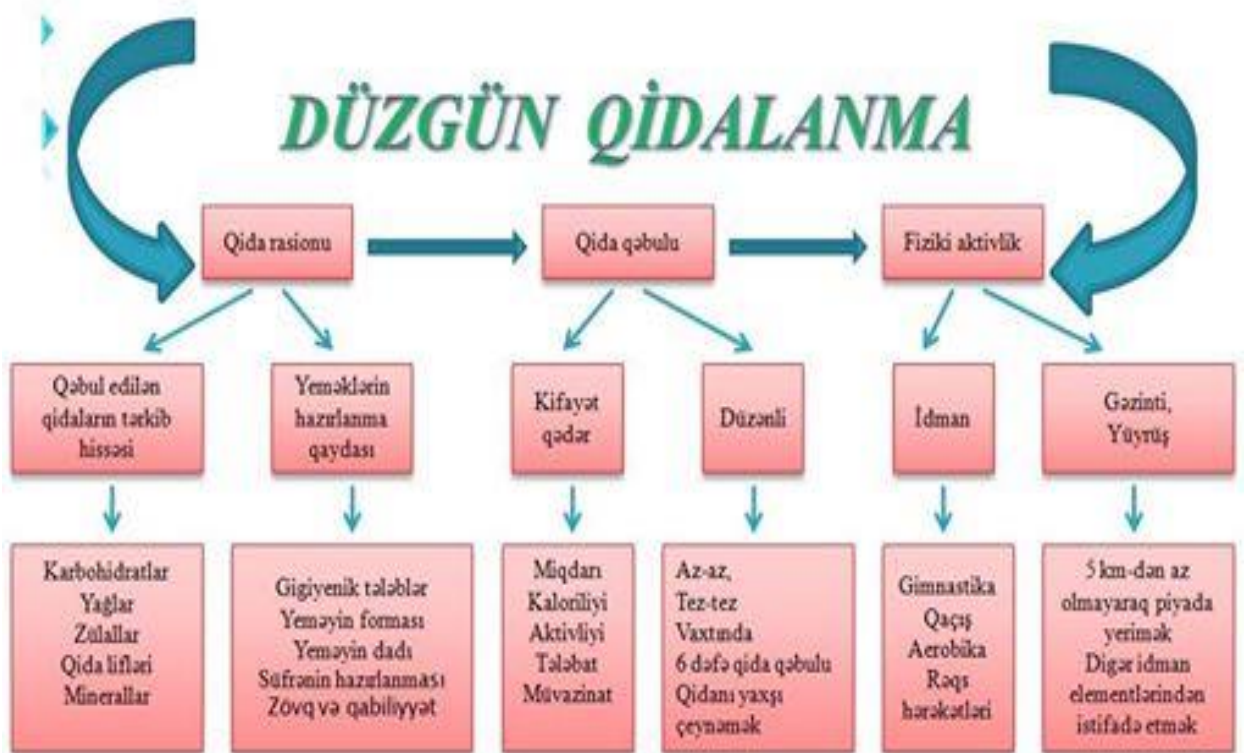 DÜZGÜN QİDALANMA
Qida rasionu
Qida qəbulu
Fiziki aktivlik
Qəbul edilən
qidaların tərkib
hissəsi
Yeməklərin
hazırlanma
qaydası
Kifayət
qədər
Düzənli
İdman
Gəzinti,
Yüyrüş
Karbohidratlar
Yağlar
Zülallar
Qida lifləri
Minerallar
Gigiyenik tələblər
Yeməyin forması
Yeməyin dadı
Süfrənin hazırlanması
Zövq və qabiliyyət
Miqdarı
Kaloriliyi
Aktivliyi
Tələbat
Müvazinat
Az-az,
Tez-tez
Vaxtında
6 dəfə qida qəbulu
Qidanı yaxşı
çeynəmək
Gimnastika
Qaçış
Aerobika
Rəqs
hərəkətləri
5 km-dən az
olmayaraq piyada
yerimək
Digər idman
elementlərindən
istifadə etmək